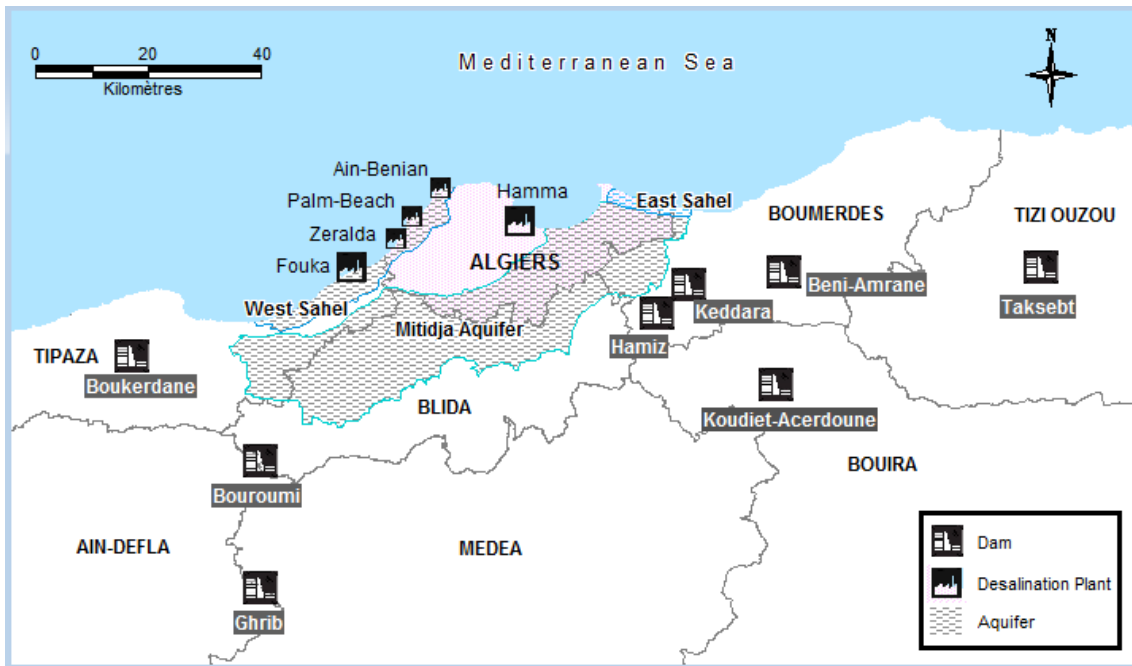 0 20 40
Kilomètres
Mediterranean Sea
N
Ain-Benian
Palm-Beach
Hamma
Zeralda
East Sahel
BOUMERDES
TIZI OUZOU
Fouka
ALGIERS
Beni-Amrane
Taksebt
West Sahel
Keddara
Mitidja Aquifer
Hamiz
TIPAZA
Boukerdane
BLIDA
Koudiet-Acerdoune
BOUIRA
Bouroumi
AIN-DEFLA
MEDEA
Ghrib
Dam
Desalination Plant
Aquifer